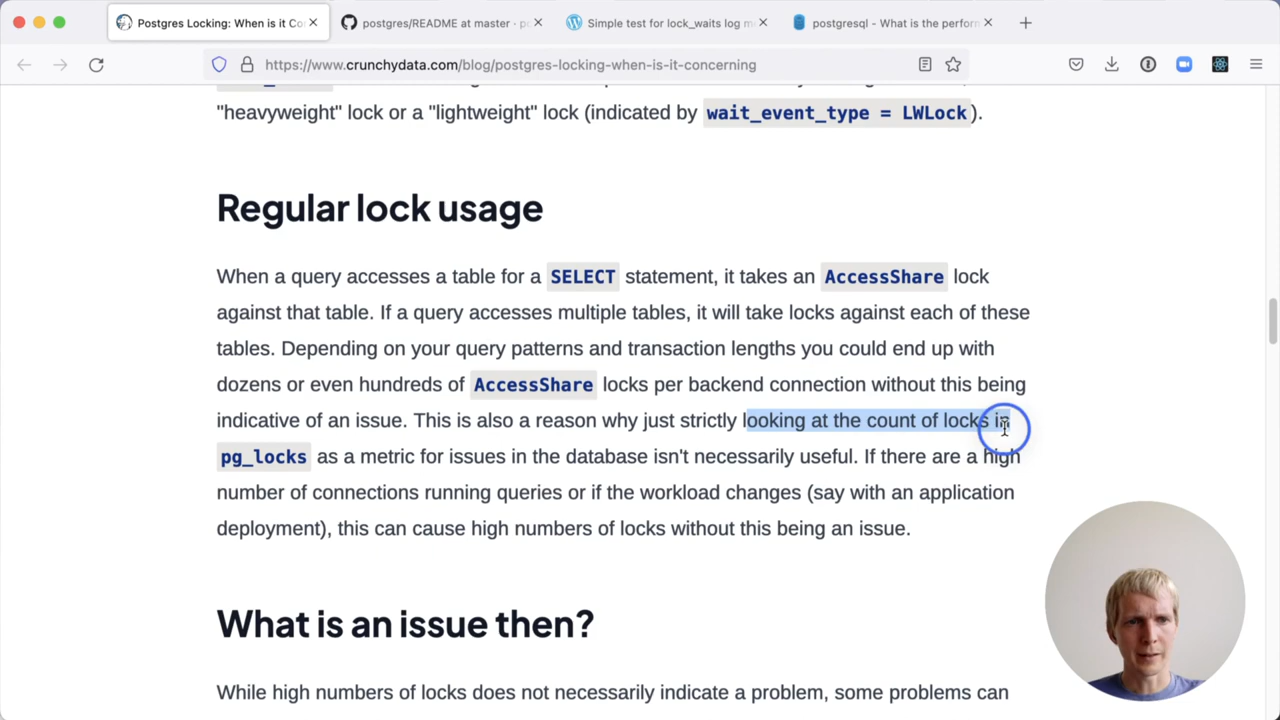 Postgres Locking: When is it Co
postgres/README at master · p
Simple test for lock_waits log m
postgresql - What is the perfor
https://www.crunchydata.com/blog/postgres-locking-when-is-it-concerning
"heavyweight" lock or a "lightweight" lock (indicated by wait_event_type = LWLock).
Regular lock usage
When a query accesses a table for a SELECT statement, it takes an AccessShare lock
against that table. If a query accesses multiple tables, it will take locks against each of these
tables. Depending on your query patterns and transaction lengths you could end up with
dozens or even hundreds of AccessShare locks per backend connection without this being
indicative of an issue. This is also a reason why just strictly looking at the count of locks in
pg_locks as a metric for issues in the database isn't necessarily useful. If there are a high
number of connections running queries or if the workload changes (say with an application
deployment), this can cause high numbers of locks without this being an issue.
What is an issue then?
While high numbers of locks does not necessarily indicate a problem, some problems can